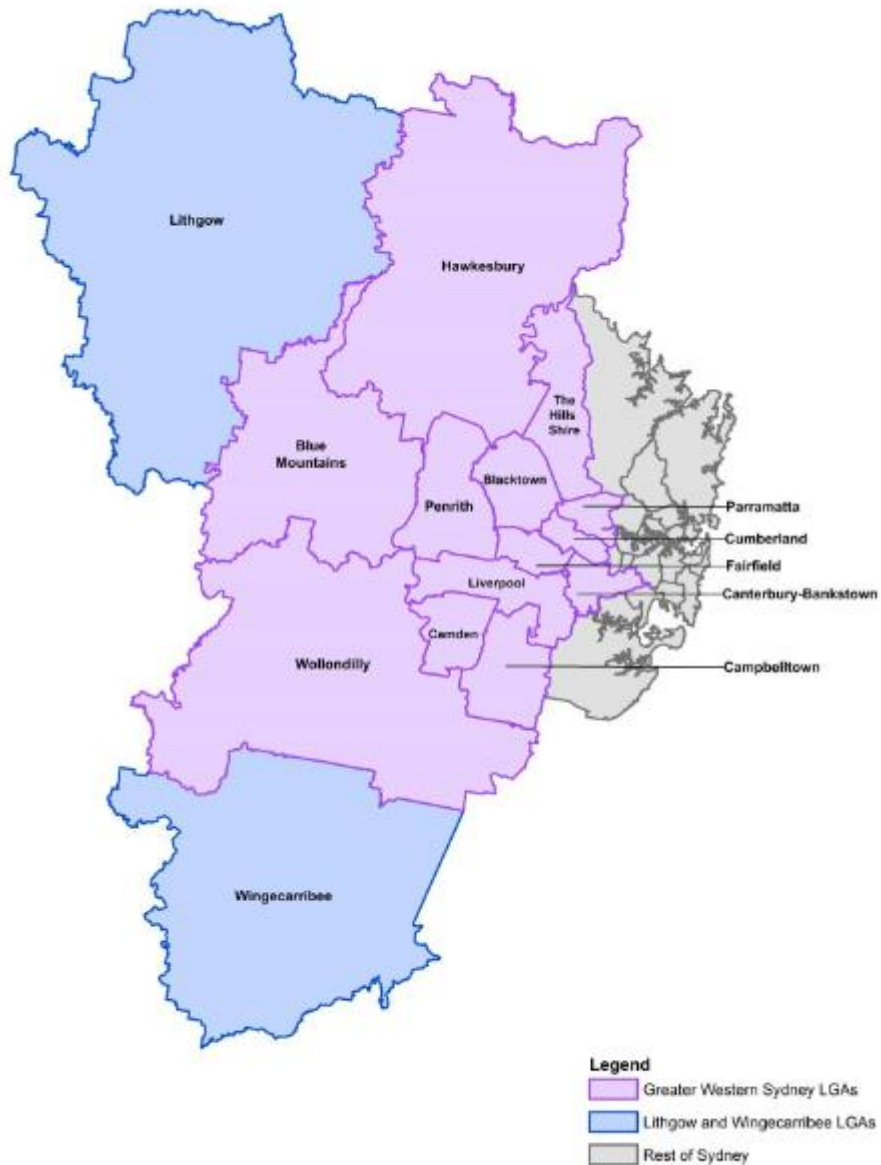 Lithgow
Hawkesbury
The
Hills
Shire
Blue
Mountains
Blacktown
Penrith
Parramatta
Cumberland
Fairfield
Liverpool
Canterbury-Bankstown
Camden
Wollondilly
Campbelltown
Wingecarribee
Legend
Greater Western Sydney LGAs
Lithgow and Wingecarribee LGAs
Rest of Sydney